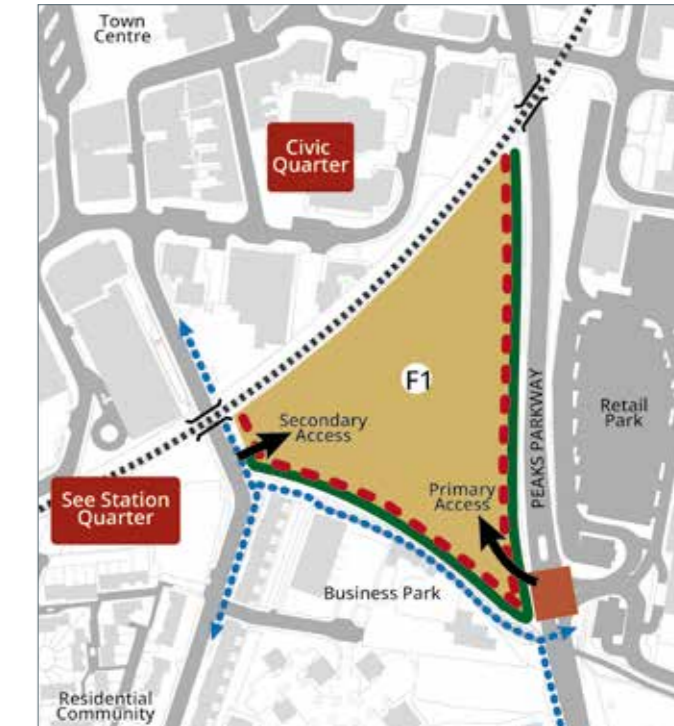 Town
Centre
Civic
Quarter
F1
PEAKS PARKWAY
Retail
Park
Secondary
Access
Primary
Access
See Station
Quarter
Business Park
Residential
Community